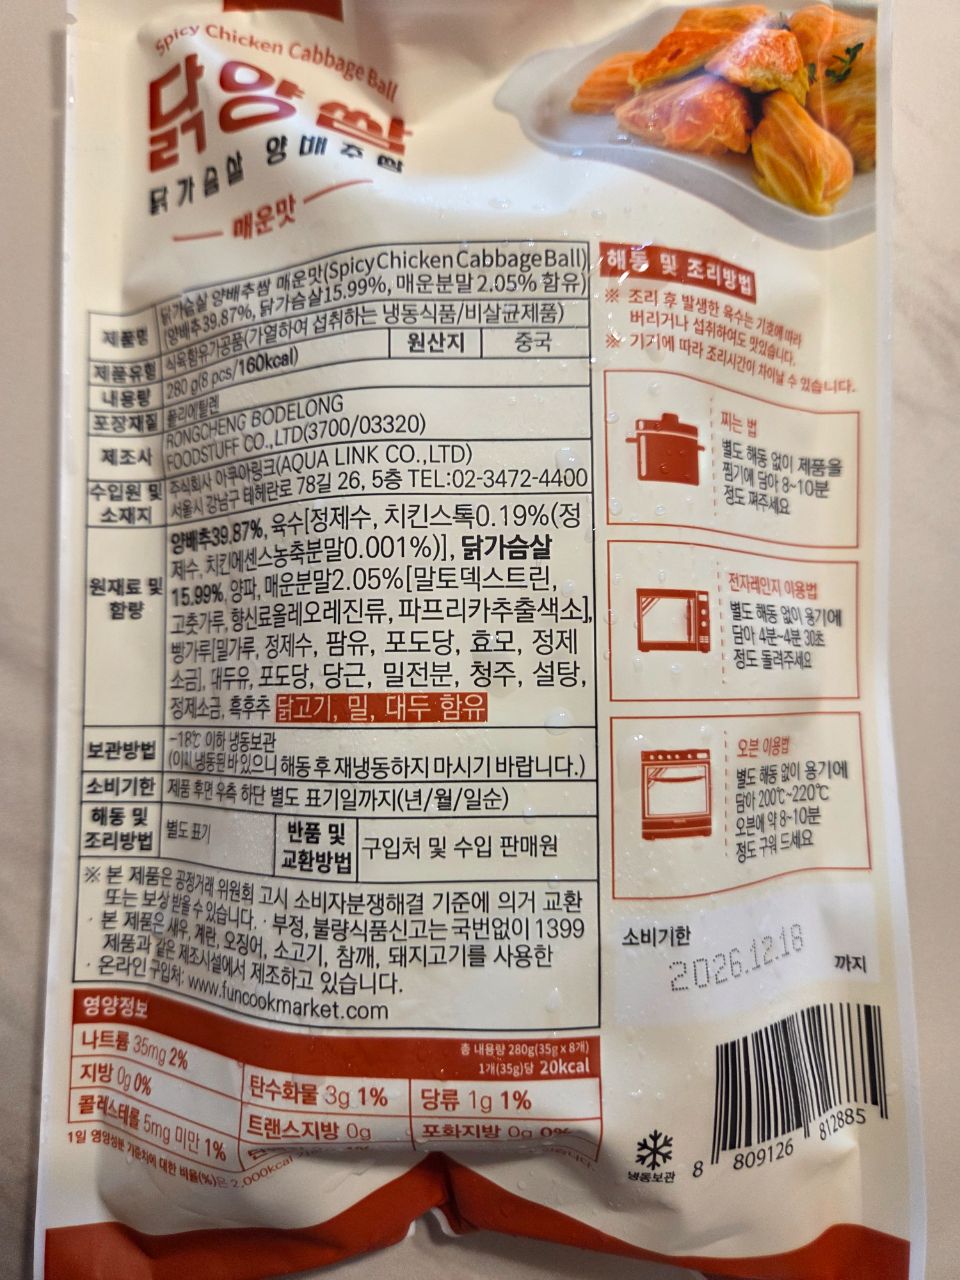 Spicy Chicken Cabbage Ball
닭양쌈
닭가슴살 양배추쌈
매운맛
제품명
닭가슴살 양배추쌈 매운맛(Spicy Chicken Cabbage Ball)
[양배추39.87%, 닭가슴살15.99%, 매운분말 2.05% 함유]
제품유형
식육함유가공품(가열하여 섭취하는 냉동식품/비살균제품)
내용량
280 g(8 pcs/160kcal)
원산지
중국
포장재질
폴리에틸렌
제조사
RONGCHENG BODELONG
FOODSTUFF CO.,LTD(3700/03320)
수입원 및
소재지
주식회사 아쿠아링크(AQUA LINK CO.,LTD)
서울시 강남구 테헤란로 78길 26, 5층 TEL:02-3472-4400
원재료 및
함량
양배추39.87%, 육수[정제수, 치킨스톡0.19%(정
제수, 치킨에센스농축분말0.001%)], 닭가슴살
15.99%, 양파, 매운분말2.05%[말토덱스트린,
고춧가루, 향신료올레오레진류, 파프리카추출색소],
빵가루[밀가루, 정제수, 팜유, 포도당, 효모, 정제
소금], 대두유, 포도당, 당근, 밀전분, 청주, 설탕,
정제소금, 흑후추 닭고기, 밀, 대두 함유
보관방법
-18℃ 이하 냉동보관
(이미 냉동된 바 있으니 해동 후 재냉동하지 마시기 바랍니다.)
소비기한
제품 후면 우측 하단 별도 표기일까지(년/월/일순)
해동 및
조리방법
별도 표기
반품 및
교환방법
구입처 및 수입 판매원
※ 본 제품은 공정거래 위원회 고시 소비자분쟁해결 기준에 의거 교환
또는 보상 받을 수 있습니다. · 부정, 불량식품신고는 국번없이 1399
· 본 제품은 새우, 계란, 오징어, 소고기, 참깨, 돼지고기를 사용한
제품과 같은 제조시설에서 제조하고 있습니다.
· 온라인 구입처: www.funcookmarket.com
해동 및 조리방법
※ 조리 후 발생한 육수는 기호에 따라
버리거나 섭취하여도 맛있습니다.
※ 기기에 따라 조리시간이 차이날 수 있습니다.
찌는 법
별도 해동 없이 제품을
찜기에 담아 8~10분
정도 쪄주세요
전자레인지 이용법
별도 해동 없이 용기에
담아 4분~4분 30초
정도 돌려주세요
오븐 이용법
별도 해동 없이 용기에
담아 200℃~220℃
오븐에 약 8~10분
정도 구워 드세요
소비기한
2026.12.18
까지
영양정보
총 내용량 280g(35g x 8개)
1개(35g)당 20kcal
나트륨 35mg 2%
탄수화물 3g 1%
당류 1g 1%
지방 0g 0%
트랜스지방 0g
포화지방 0g 0%
콜레스테롤 5mg 미만 1%
1일 영양성분 기준치에 대한 비율(%)은 2,000kcal
냉동보관
8 809126 812885